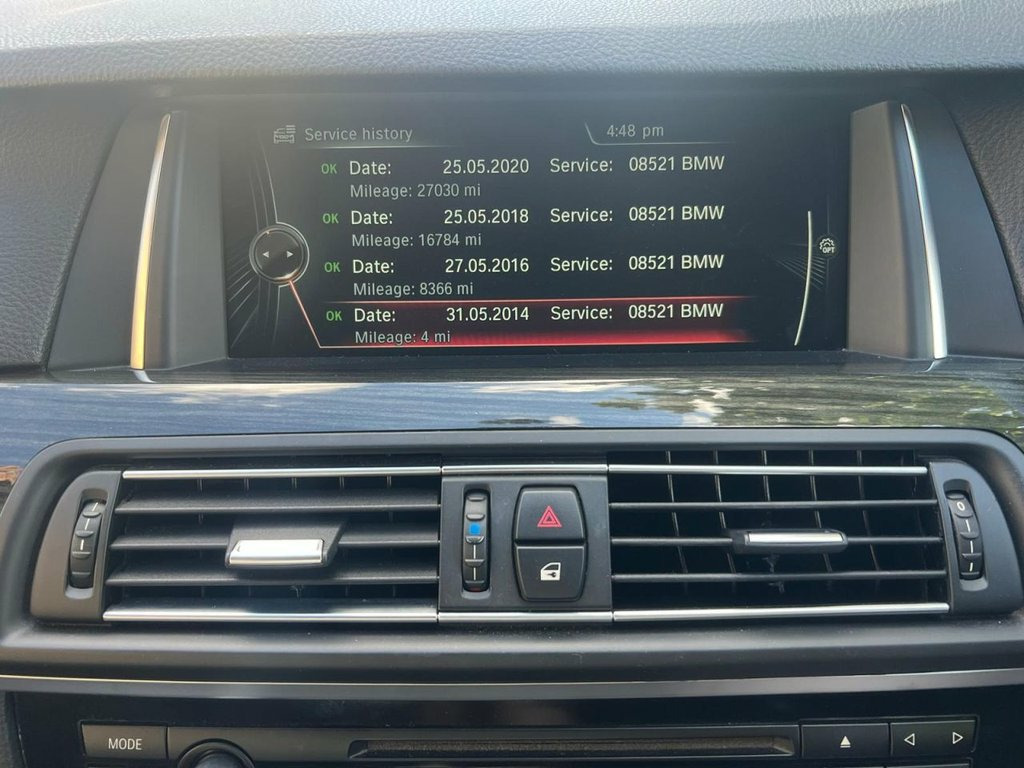 Service history 4:48 pm
OK Date: 25.05.2020 Service: 08521 BMW
Mileage: 27030 mi
OK Date: 25.05.2018 Service: 08521 BMW
Mileage: 16784 mi
OPT
OK Date: 27.05.2016 Service: 08521 BMW
Mileage: 8366 mi
OK Date: 31.05.2014 Service: 08521 BMW
Mileage: 4 mi
0
MODE